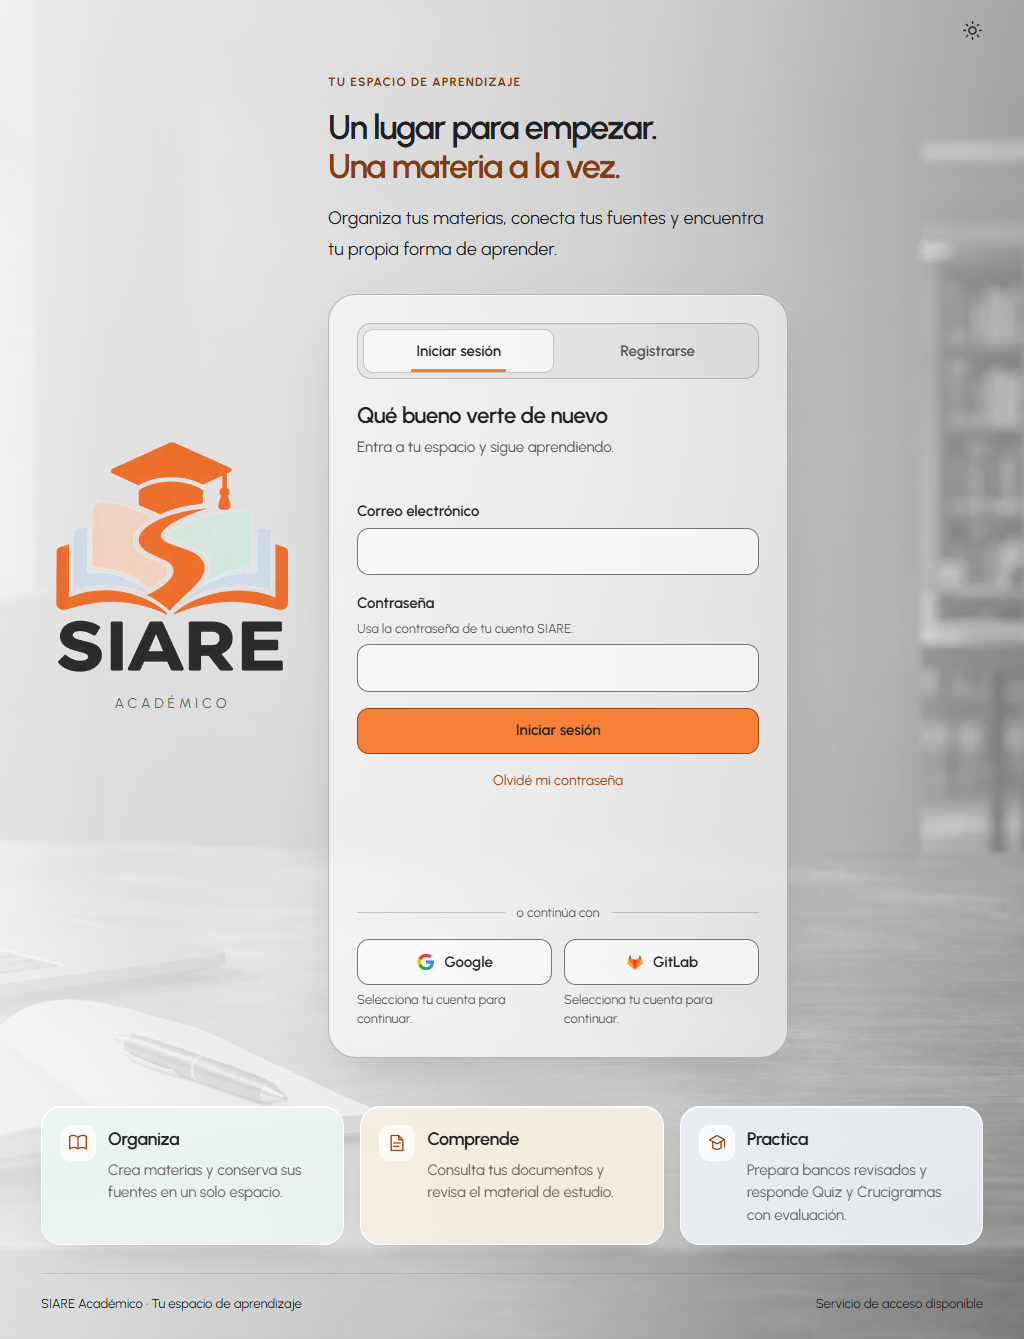 TU ESPACIO DE APRENDIZAJE
Un lugar para empezar.
Una materia a la vez.
Organiza tus materias, conecta tus fuentes y encuentra
tu propia forma de aprender.
Iniciar sesión
Registrarse
Qué bueno verte de nuevo
Entra a tu espacio y sigue aprendiendo.
Correo electrónico
Contraseña
Usa la contraseña de tu cuenta SIARE.
Iniciar sesión
Olvidé mi contraseña
o continúa con
Google
GitLab
Selecciona tu cuenta para
continuar.
Selecciona tu cuenta para
continuar.
SIARE
ACADÉMICO
Organiza
Crea materias y conserva sus
fuentes en un solo espacio.
Comprende
Consulta tus documentos y
revisa el material de estudio.
Practica
Prepara bancos revisados y
responde Quiz y Crucigramas
con evaluación.
SIARE Académico · Tu espacio de aprendizaje
Servicio de acceso disponible